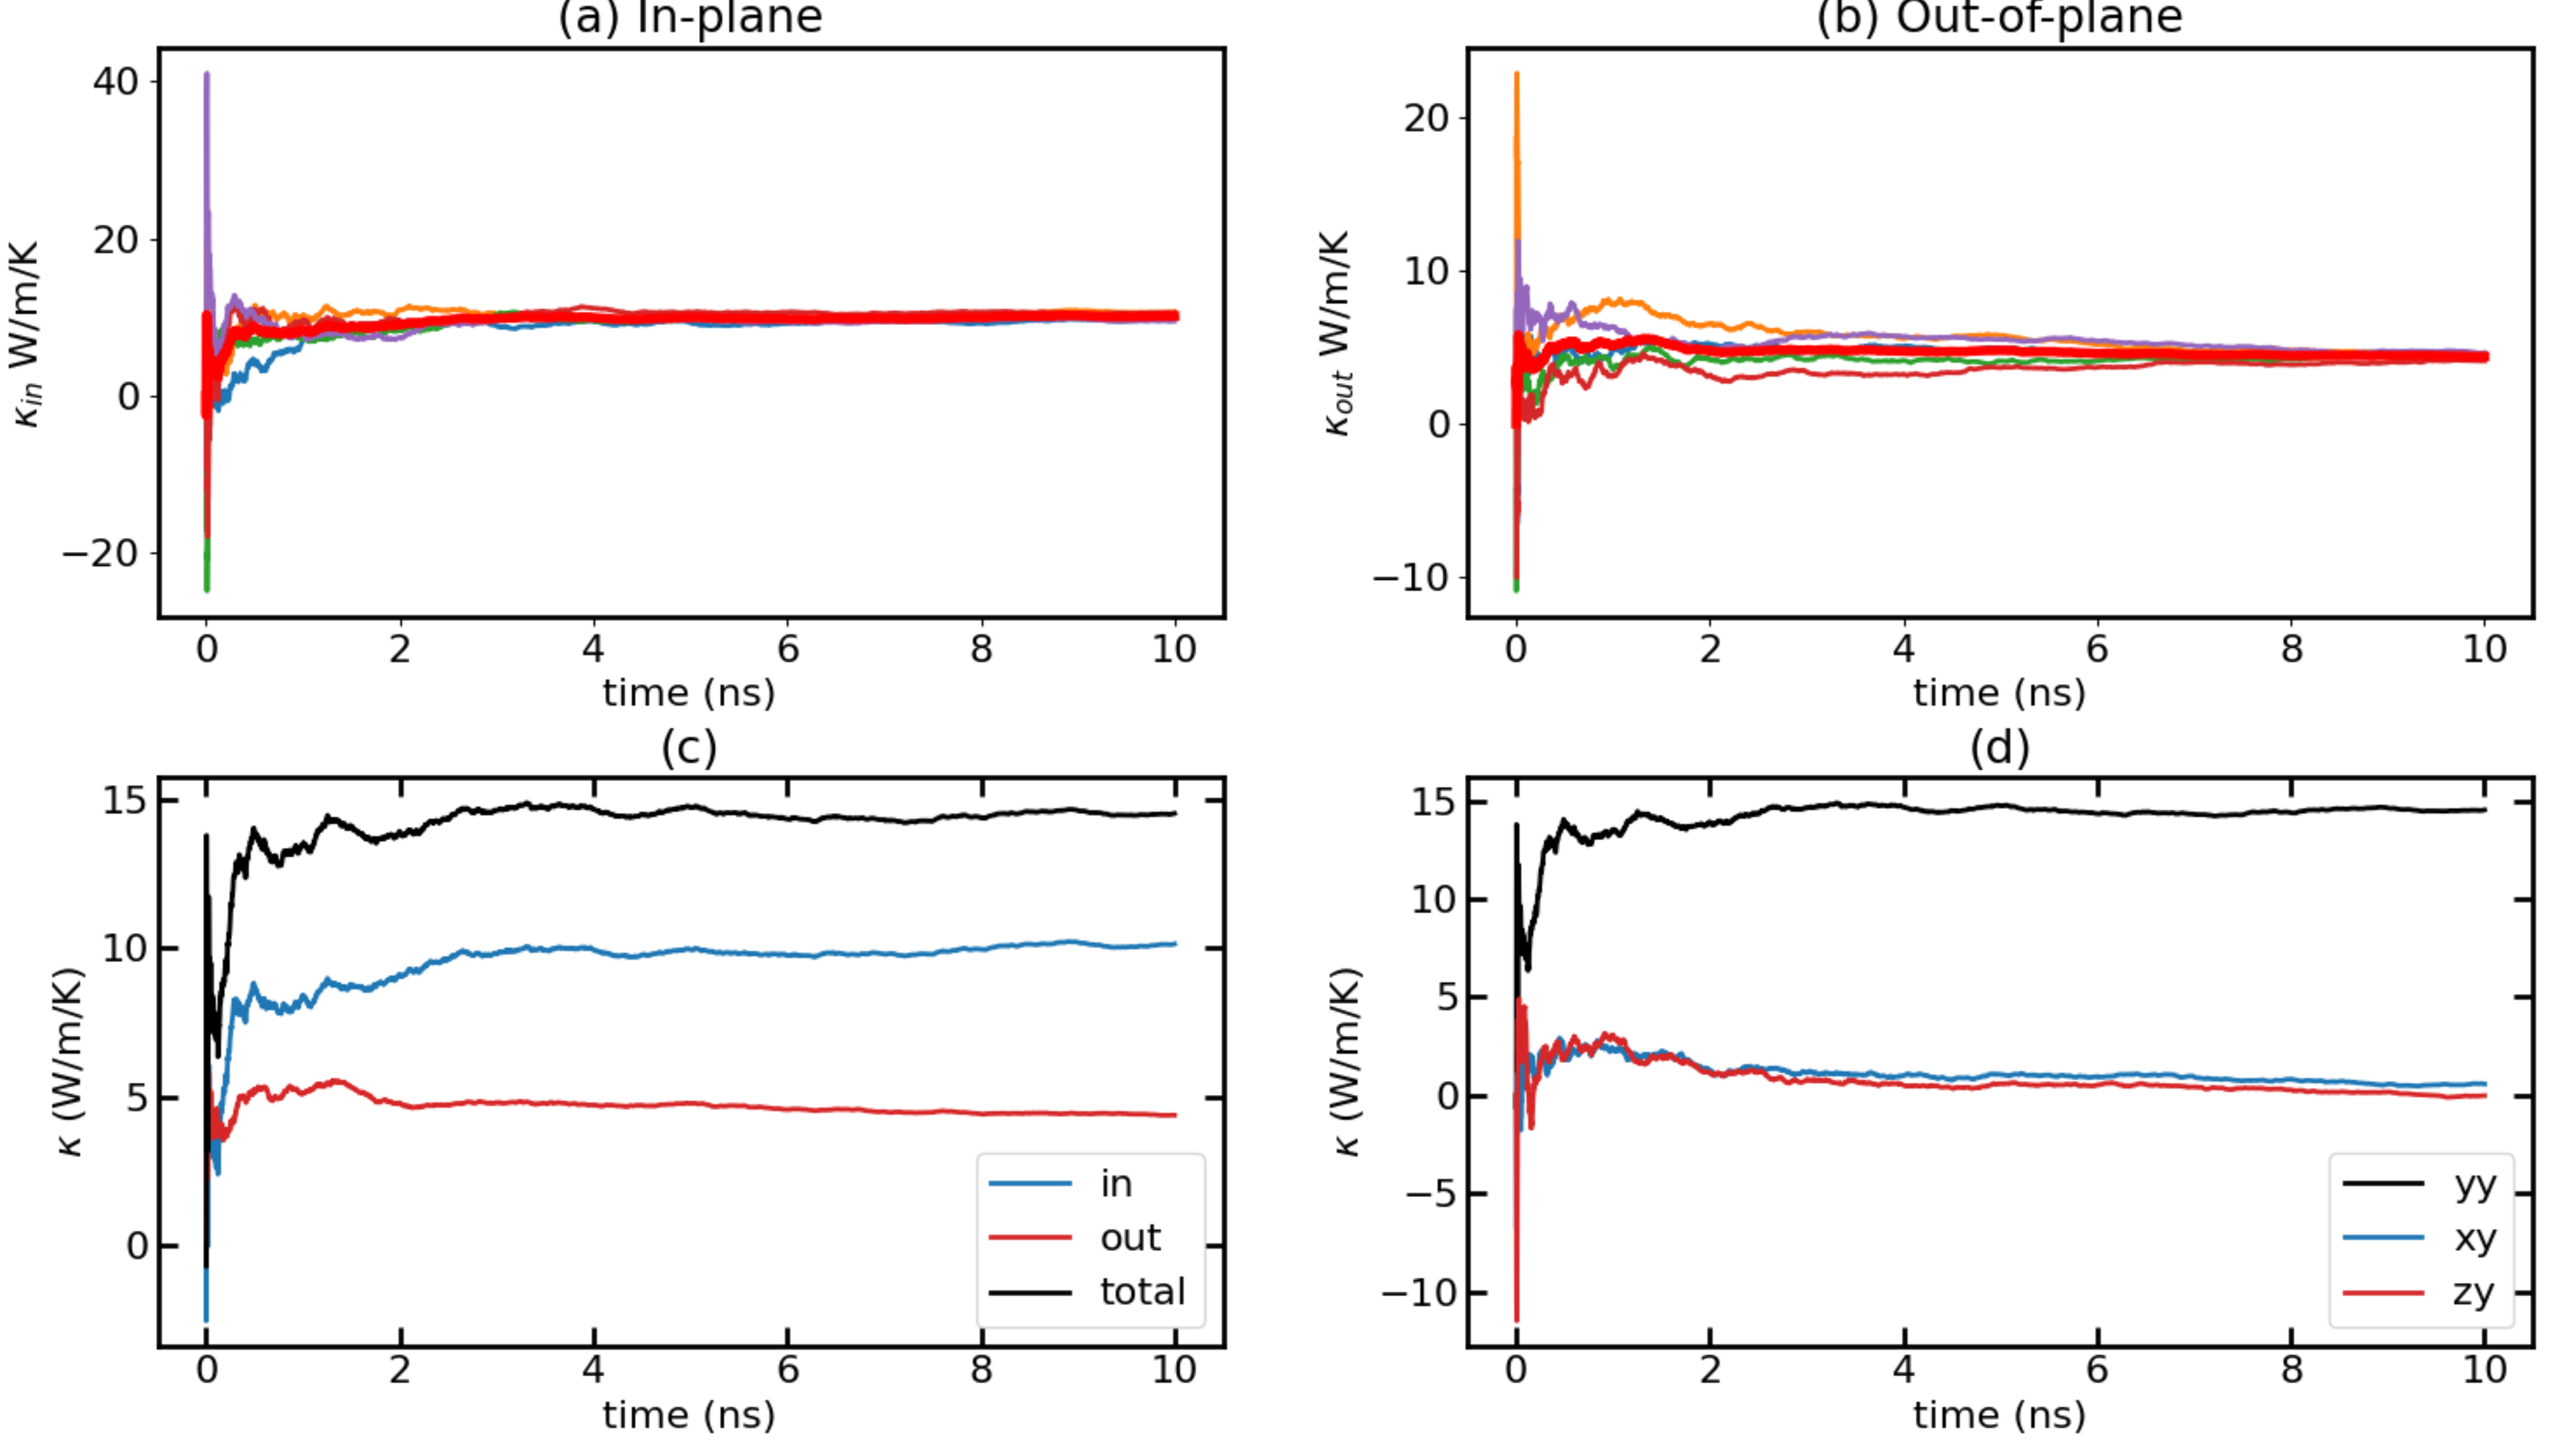 (a) In-plane
(b) Out-of-plane
40
20
0
−20
κin W/m/K
0 2 4 6 8 10
time (ns)
20
10
0
−10
κout W/m/K
0 2 4 6 8 10
time (ns)
(c)
15
10
5
0
κ (W/m/K)
in
out
total
0 2 4 6 8 10
time (ns)
(d)
15
10
5
0
−5
−10
κ (W/m/K)
yy
xy
zy
0 2 4 6 8 10
time (ns)